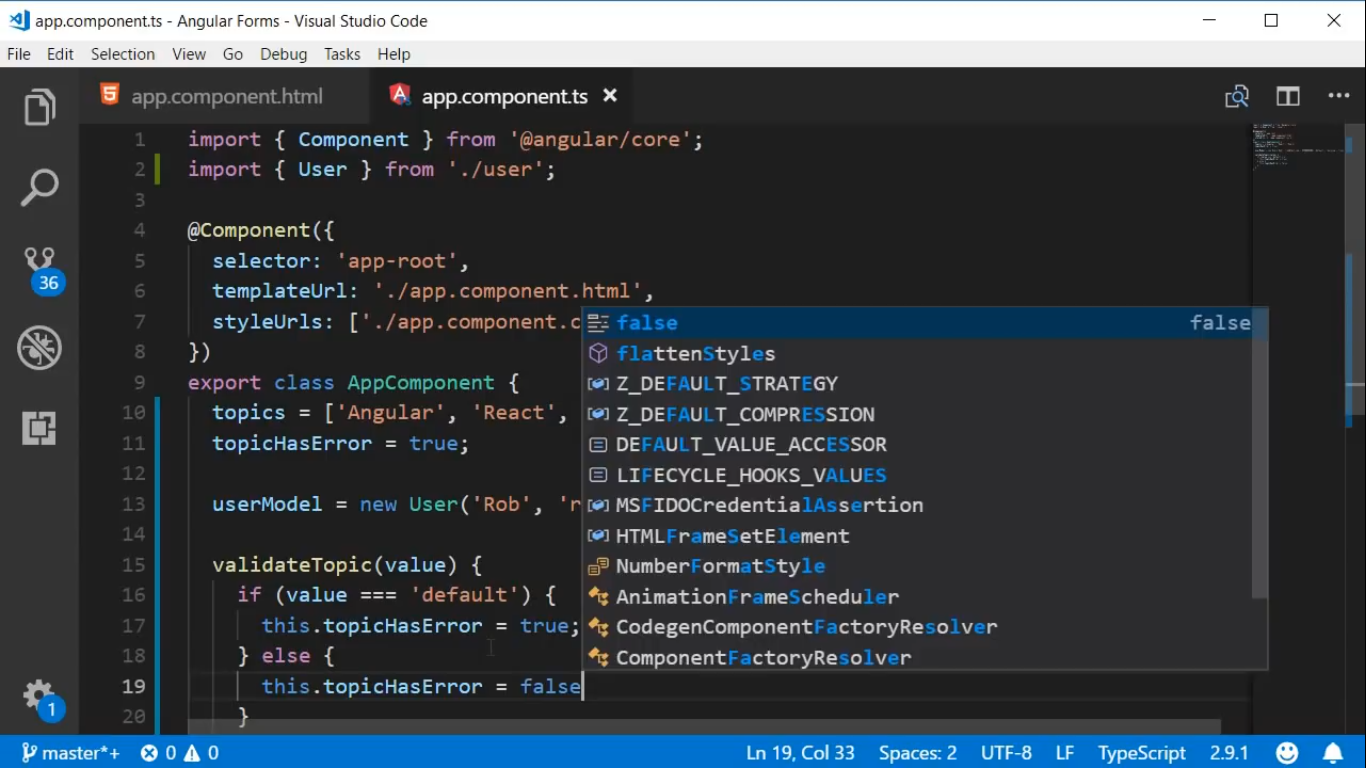 app.component.ts - Angular Forms - Visual Studio Code
File Edit Selection View Go Debug Tasks Help
app.component.html app.component.ts
1 import { Component } from '@angular/core';
2 import { User } from './user';
3
4 @Component({
5 selector: 'app-root',
6 templateUrl: './app.component.html',
7 styleUrls: ['./app.component.c
8 })
9 export class AppComponent {
10 topics = ['Angular', 'React',
11 topicHasError = true;
12
13 userModel = new User('Rob', 'r
14
15 validateTopic(value) {
16 if (value === 'default') {
17 this.topicHasError = true;
18 } else {
19 this.topicHasError = false
20 }
false false
flattenStyles
Z_DEFAULT_STRATEGY
Z_DEFAULT_COMPRESSION
DEFAULT_VALUE_ACCESSOR
LIFECYCLE_HOOKS_VALUES
MSFIDOCredentialAssertion
HTMLFrameSetElement
NumberFormatStyle
AnimationFrameScheduler
CodegenComponentFactoryResolver
ComponentFactoryResolver
36
1
master*+ 0 0 Ln 19, Col 33 Spaces: 2 UTF-8 LF TypeScript 2.9.1